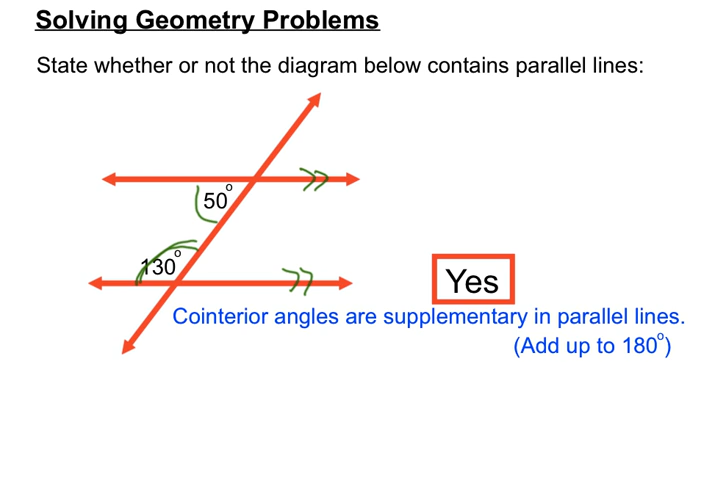 Solving Geometry Problems
State whether or not the diagram below contains parallel lines:
50°
130°
Yes
Cointerior angles are supplementary in parallel lines.
(Add up to 180°)